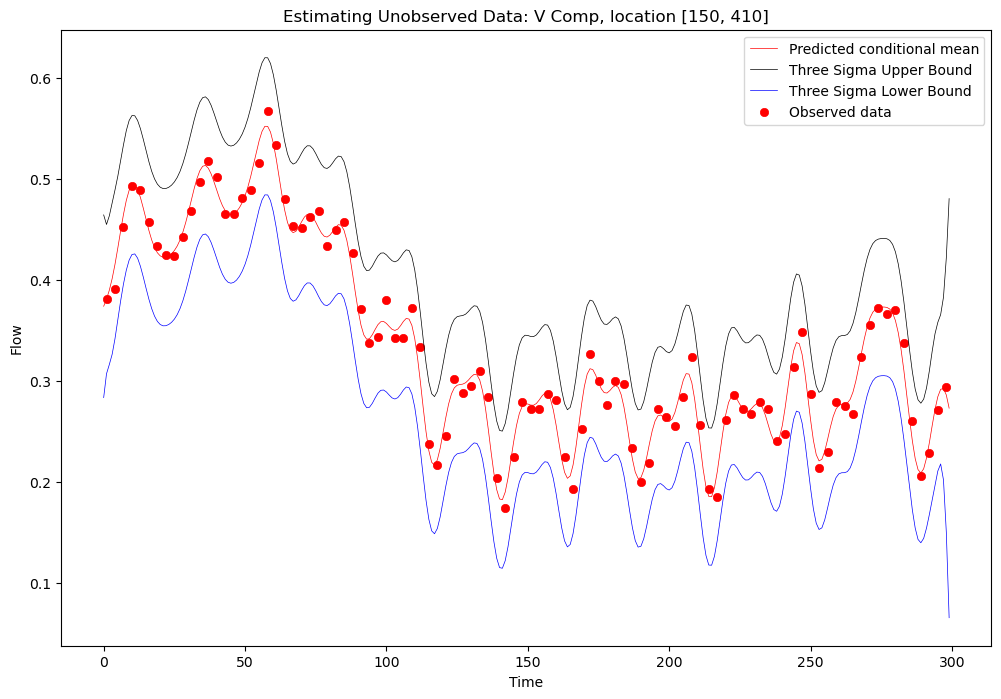 Estimating Unobserved Data: V Comp, location [150, 410]
Predicted conditional mean
Three Sigma Upper Bound
Three Sigma Lower Bound
Observed data
Flow
0.6
0.5
0.4
0.3
0.2
0.1
0 50 100 150 200 250 300
Time